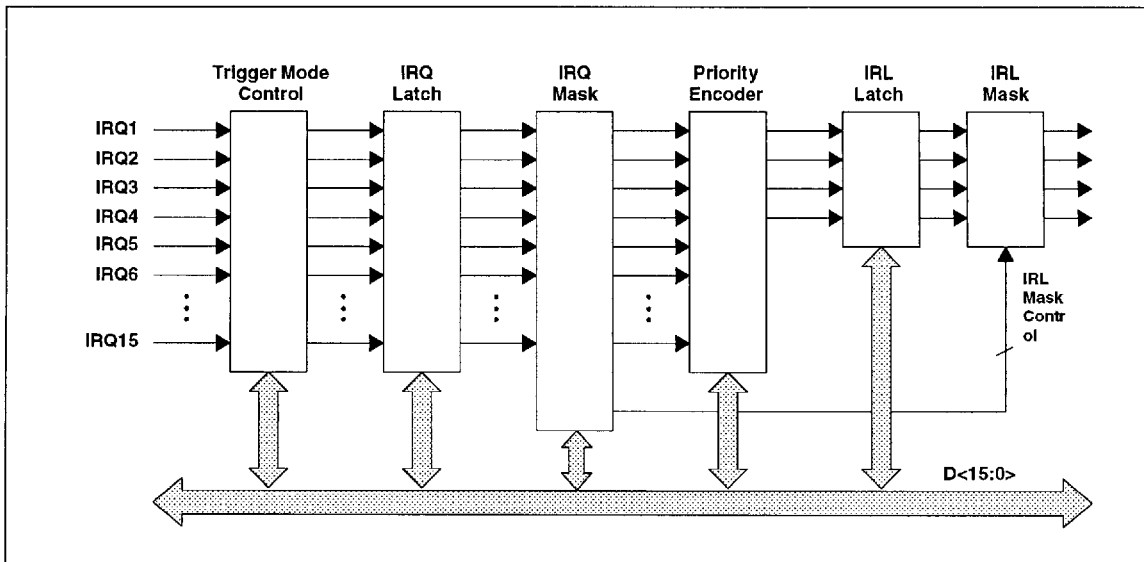 Trigger Mode
Control
IRQ
Latch
IRQ
Mask
Priority
Encoder
IRL
Latch
IRL
Mask
IRQ1
IRQ2
IRQ3
IRQ4
IRQ5
IRQ6
IRQ15
IRL
Mask
Contr
ol
D<15:0>